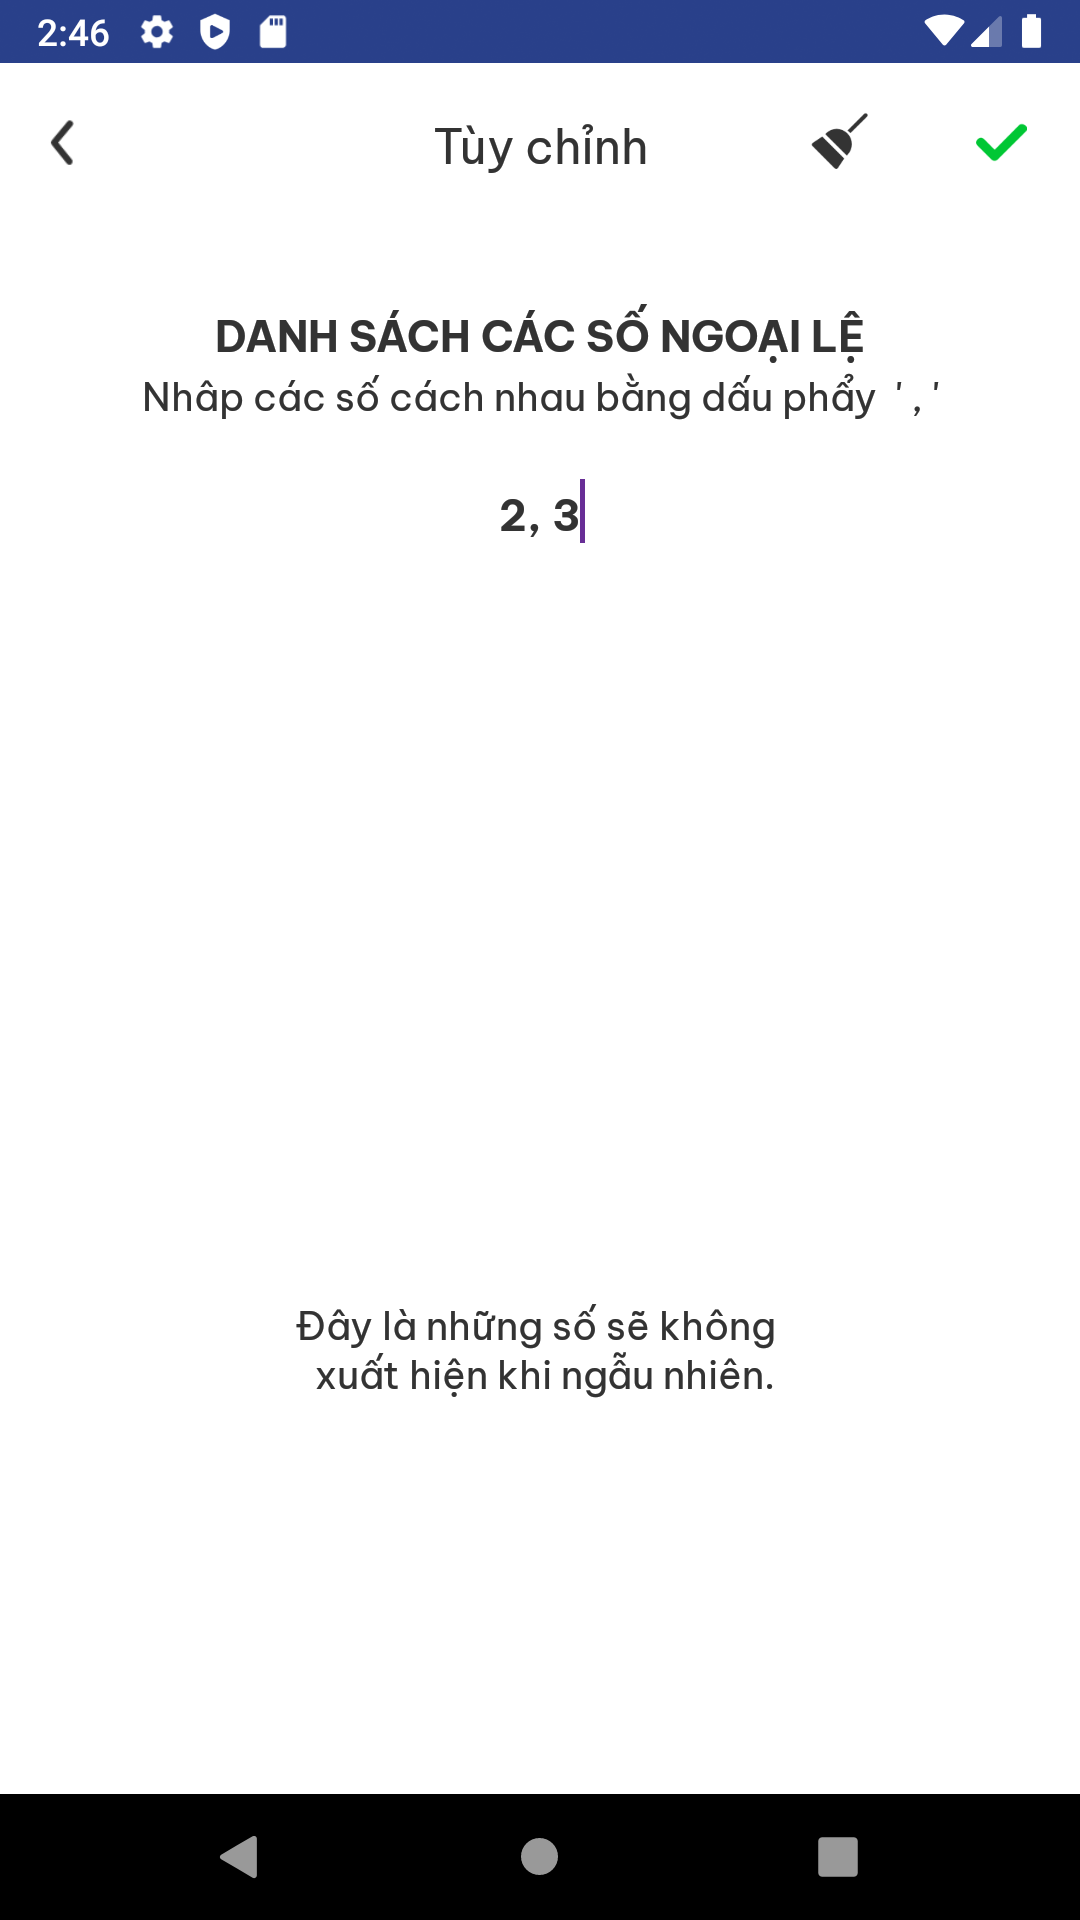 2:46
Tùy chỉnh
DANH SÁCH CÁC SỐ NGOẠI LỆ
Nhâp các số cách nhau bằng dấu phẩy ' , '
2, 3
Đây là những số sẽ không
xuất hiện khi ngẫu nhiên.